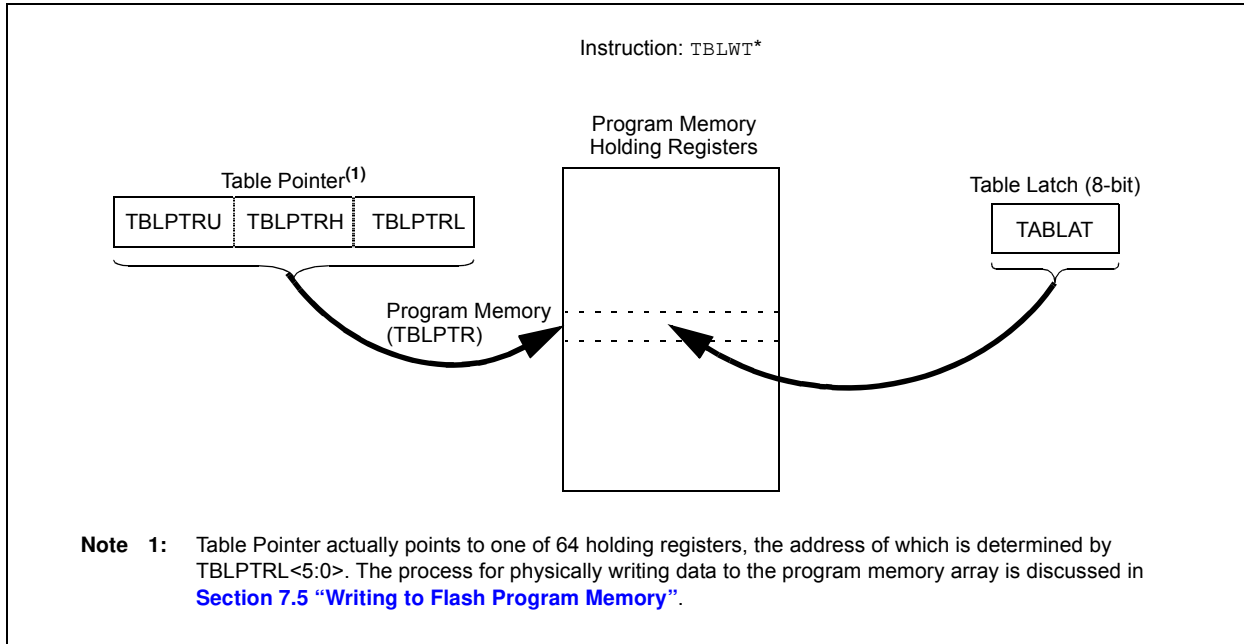 Instruction: TBLWT*
Program Memory
Holding Registers
Table Pointer(1)
Table Latch (8-bit)
TBLPTRU TBLPTRH TBLPTRL
TABLAT
Program Memory
(TBLPTR)
Note 1: Table Pointer actually points to one of 64 holding registers, the address of which is determined by
TBLPTRL<5:0>. The process for physically writing data to the program memory array is discussed in
Section 7.5 “Writing to Flash Program Memory”.